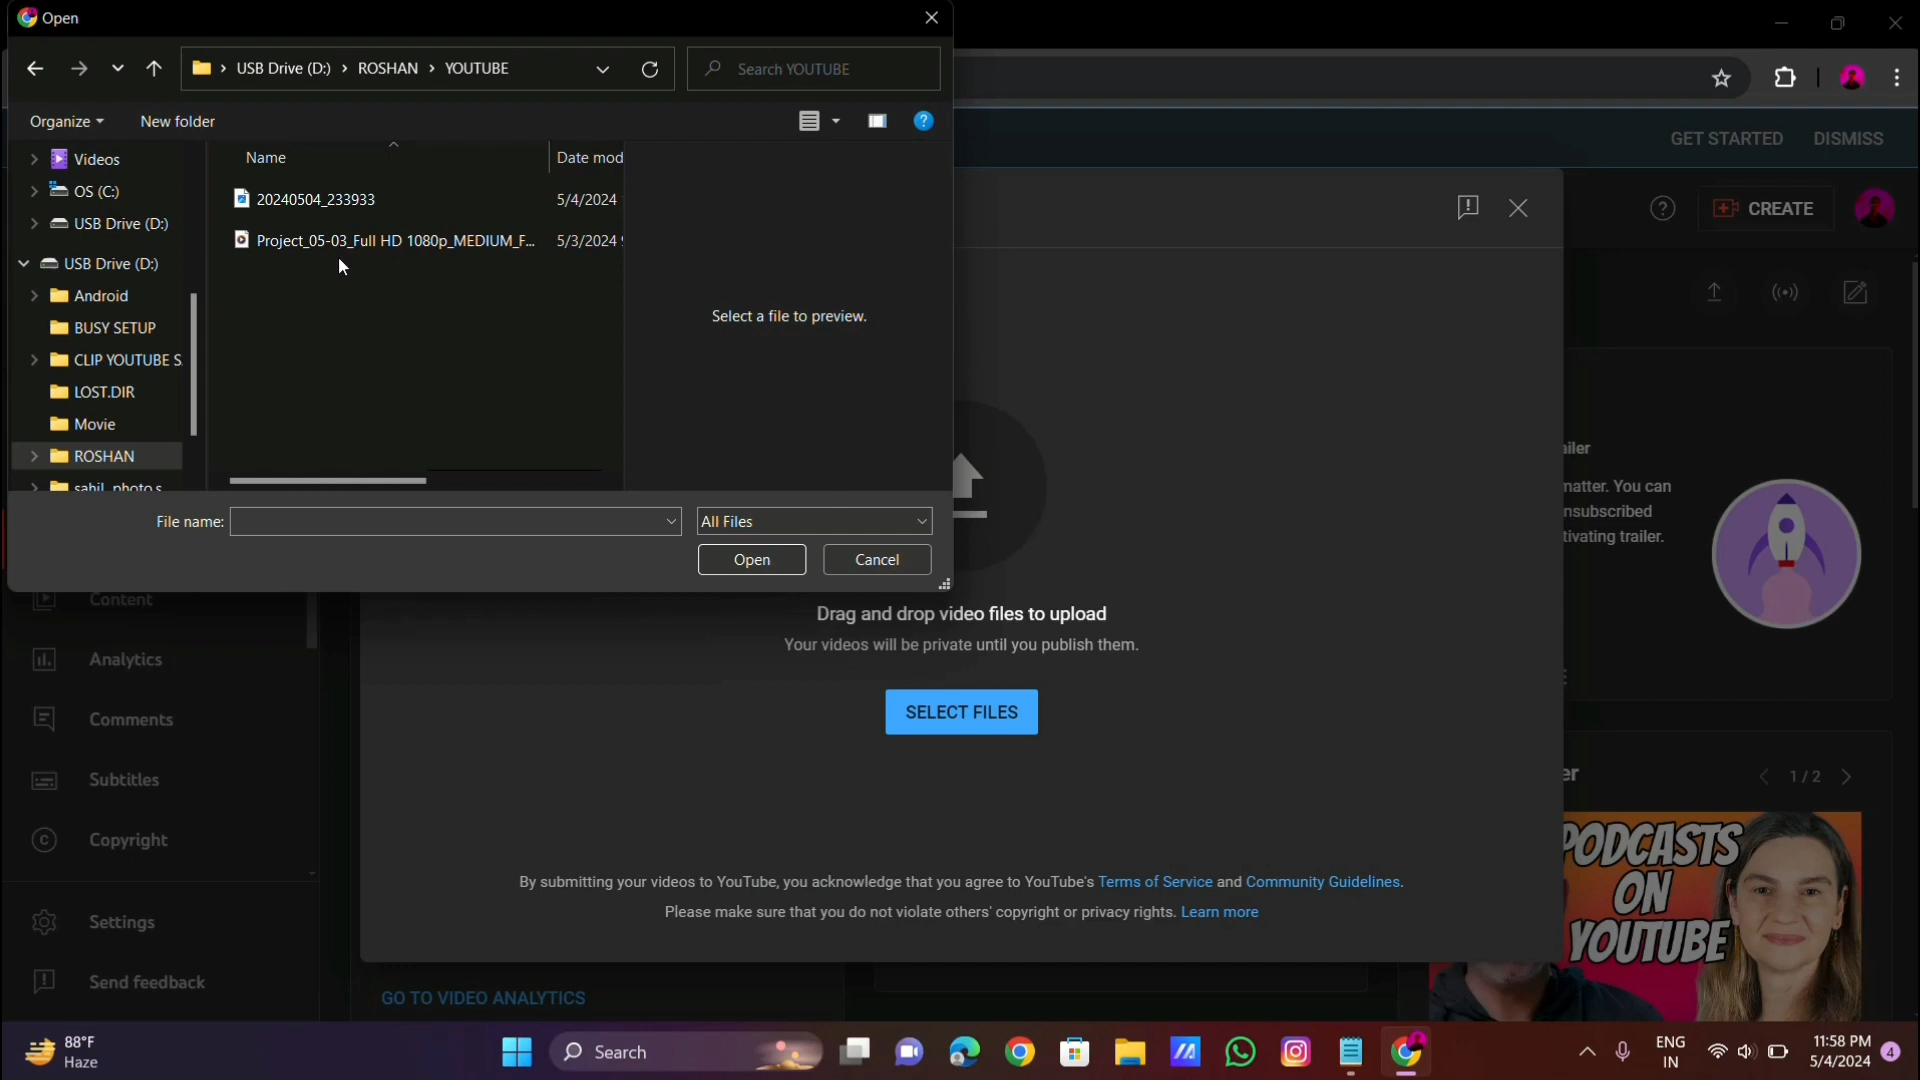 Open
USB Drive (D:) › ROSHAN › YOUTUBE
Search YOUTUBE
Organize
New folder
GET STARTED
DISMISS
Videos
OS (C:)
USB Drive (D:)
USB Drive (D:)
Android
BUSY SETUP
CLIP YOUTUBE S
LOST.DIR
Movie
ROSHAN
sahil photos
Name
Date mod
20240504_233933
5/4/2024
Project_05-03_Full HD 1080p_MEDIUM_F...
5/3/2024
Select a file to preview.
CREATE
File name:
All Files
Open
Cancel
ailer
matter. You can
nsubscribed
tivating trailer.
Content
Analytics
Comments
Subtitles
Copyright
Settings
Send feedback
Drag and drop video files to upload
Your videos will be private until you publish them.
SELECT FILES
By submitting your videos to YouTube, you acknowledge that you agree to YouTube's Terms of Service and Community Guidelines.
Please make sure that you do not violate others' copyright or privacy rights. Learn more
er
1 / 2
PODCASTS
ON
YOUTUBE
GO TO VIDEO ANALYTICS
88°F
Haze
Search
ENG
IN
11:58 PM
5/4/2024
4